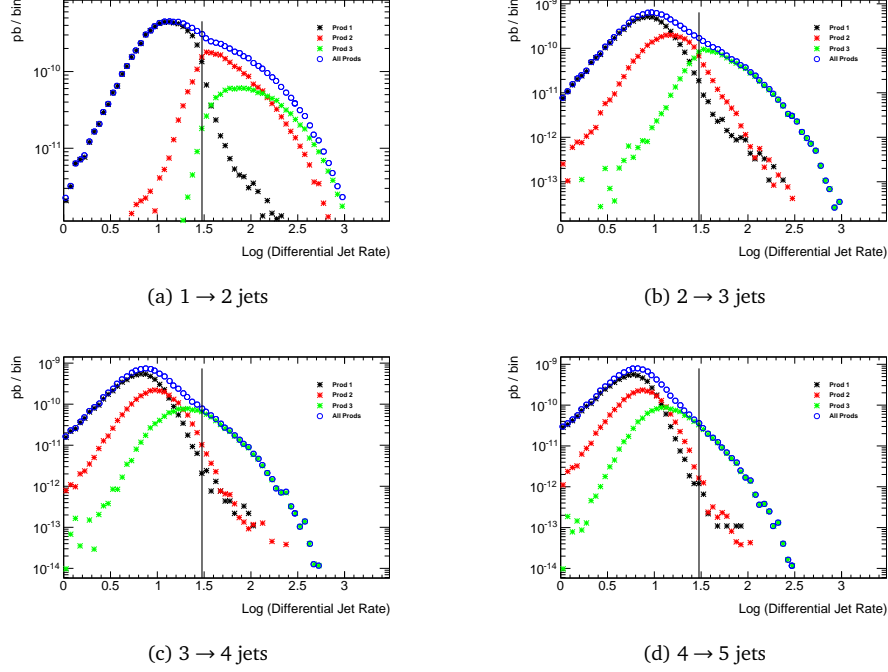 pb / bin
10⁻¹⁰
10⁻¹¹
0 0.5 1 1.5 2 2.5 3
Log (Differential Jet Rate)
Prod 1
Prod 2
Prod 3
All Prods
(a) 1 → 2 jets
pb / bin
10⁻⁹
10⁻¹⁰
10⁻¹¹
10⁻¹²
10⁻¹³
0 0.5 1 1.5 2 2.5 3
Log (Differential Jet Rate)
Prod 1
Prod 2
Prod 3
All Prods
(b) 2 → 3 jets
pb / bin
10⁻⁹
10⁻¹⁰
10⁻¹¹
10⁻¹²
10⁻¹³
10⁻¹⁴
0 0.5 1 1.5 2 2.5 3
Log (Differential Jet Rate)
Prod 1
Prod 2
Prod 3
All Prods
(c) 3 → 4 jets
pb / bin
10⁻⁹
10⁻¹⁰
10⁻¹¹
10⁻¹²
10⁻¹³
10⁻¹⁴
0 0.5 1 1.5 2 2.5 3
Log (Differential Jet Rate)
Prod 1
Prod 2
Prod 3
All Prods
(d) 4 → 5 jets